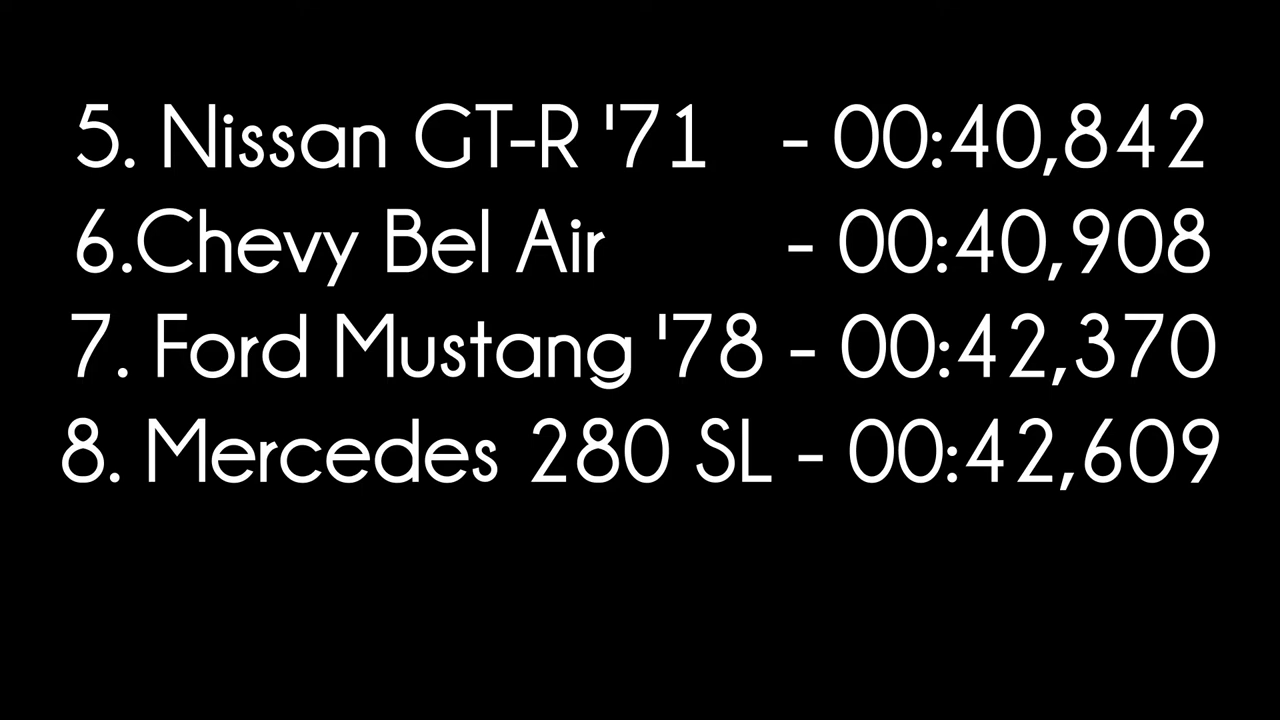 5. Nissan GT-R '71 - 00:40,842
6.Chevy Bel Air - 00:40,908
7. Ford Mustang '78 - 00:42,370
8. Mercedes 280 SL - 00:42,609